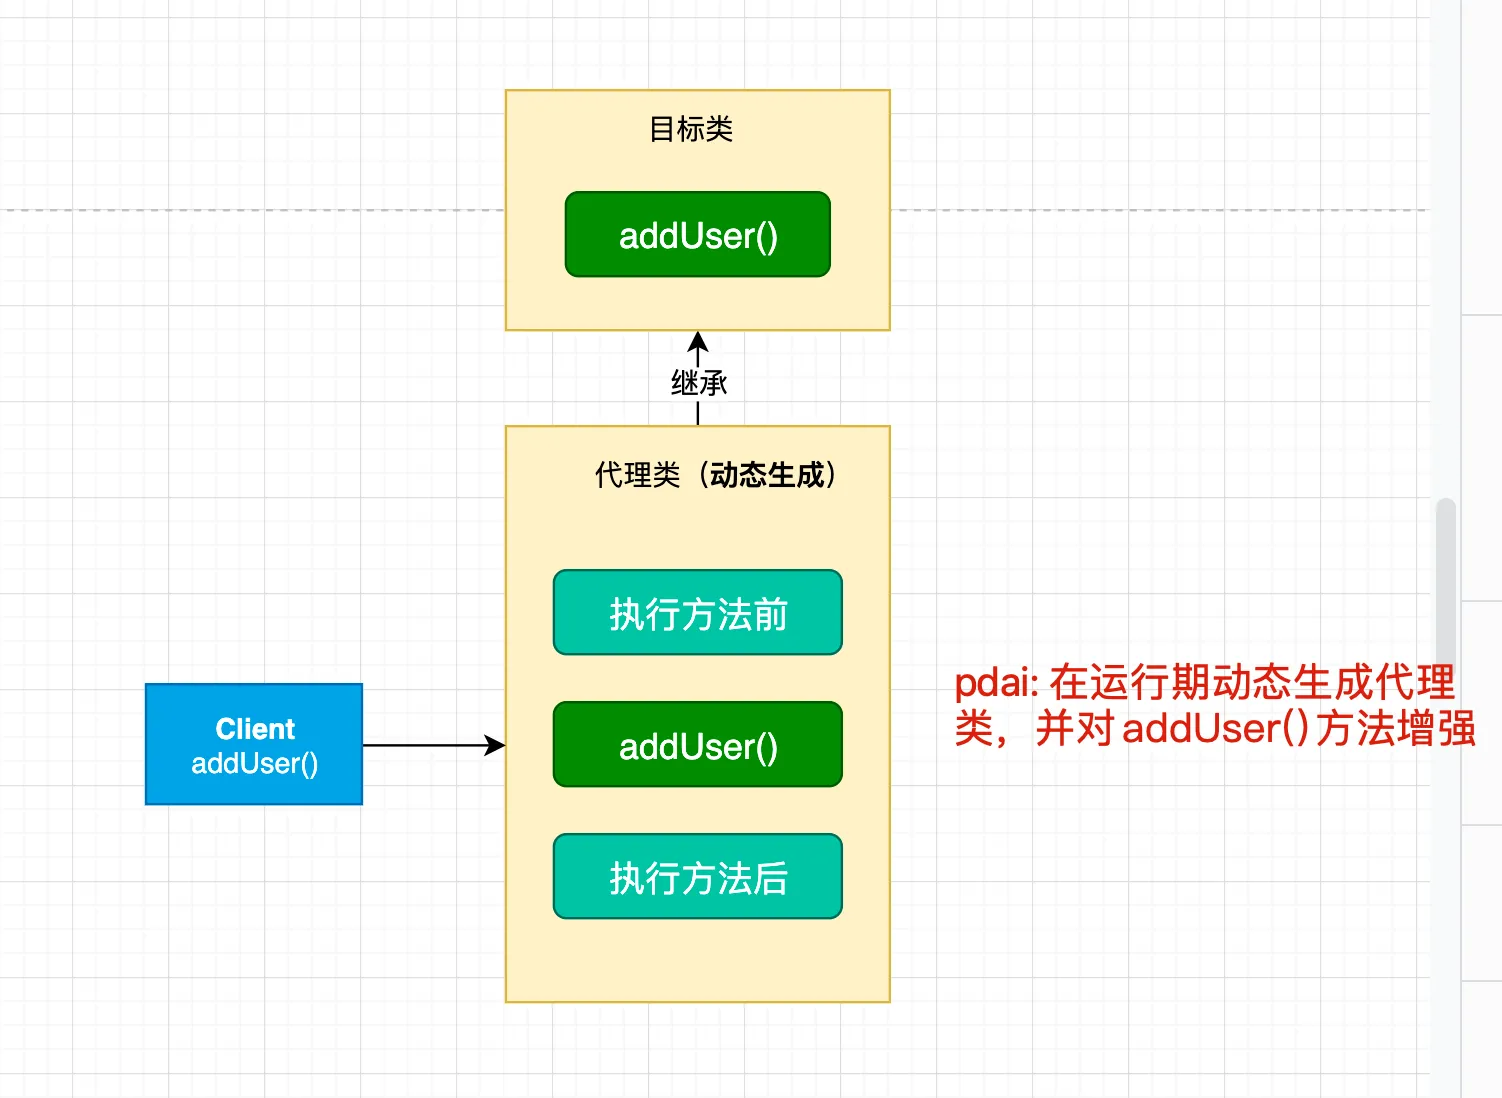 目标类
addUser()
继承
代理类（动态生成）
执行方法前
addUser()
执行方法后
Client
addUser()
pdai: 在运行期动态生成代理
类，并对addUser()方法增强